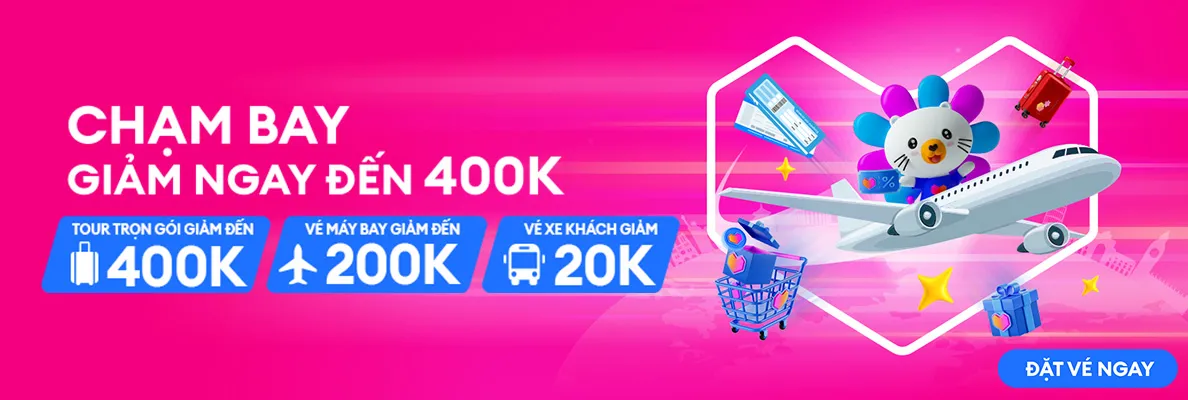 CHẠM BAY
GIẢM NGAY ĐẾN 400K
TOUR TRỌN GÓI GIẢM ĐẾN
400K
VÉ MÁY BAY GIẢM ĐẾN
200K
VÉ XE KHÁCH GIẢM
20K
%
ĐẶT VÉ NGAY